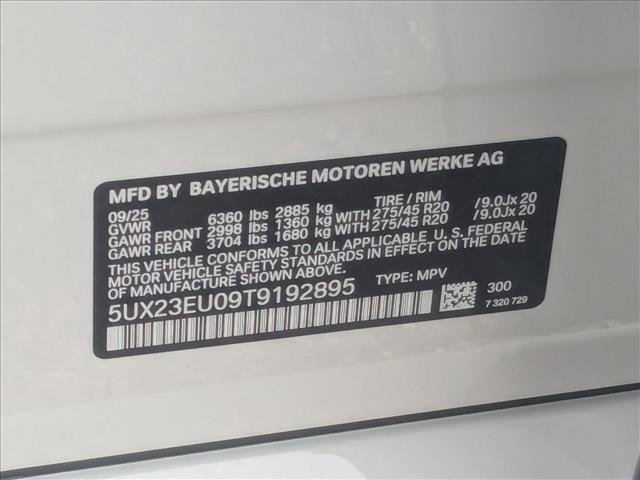 MFD BY BAYERISCHE MOTOREN WERKE AG
09/25 TIRE / RIM
GVWR 6360 lbs 2885 kg
GAWR FRONT 2998 lbs 1360 kg WITH 275/45 R20 /9.0Jx 20
GAWR REAR 3704 lbs 1680 kg WITH 275/45 R20 /9.0Jx 20
THIS VEHICLE CONFORMS TO ALL APPLICABLE U. S. FEDERAL
MOTOR VEHICLE SAFETY STANDARDS IN EFFECT ON THE DATE
OF MANUFACTURE SHOWN ABOVE.
5UX23EU09T9192895 TYPE: MPV
300
7 320 729